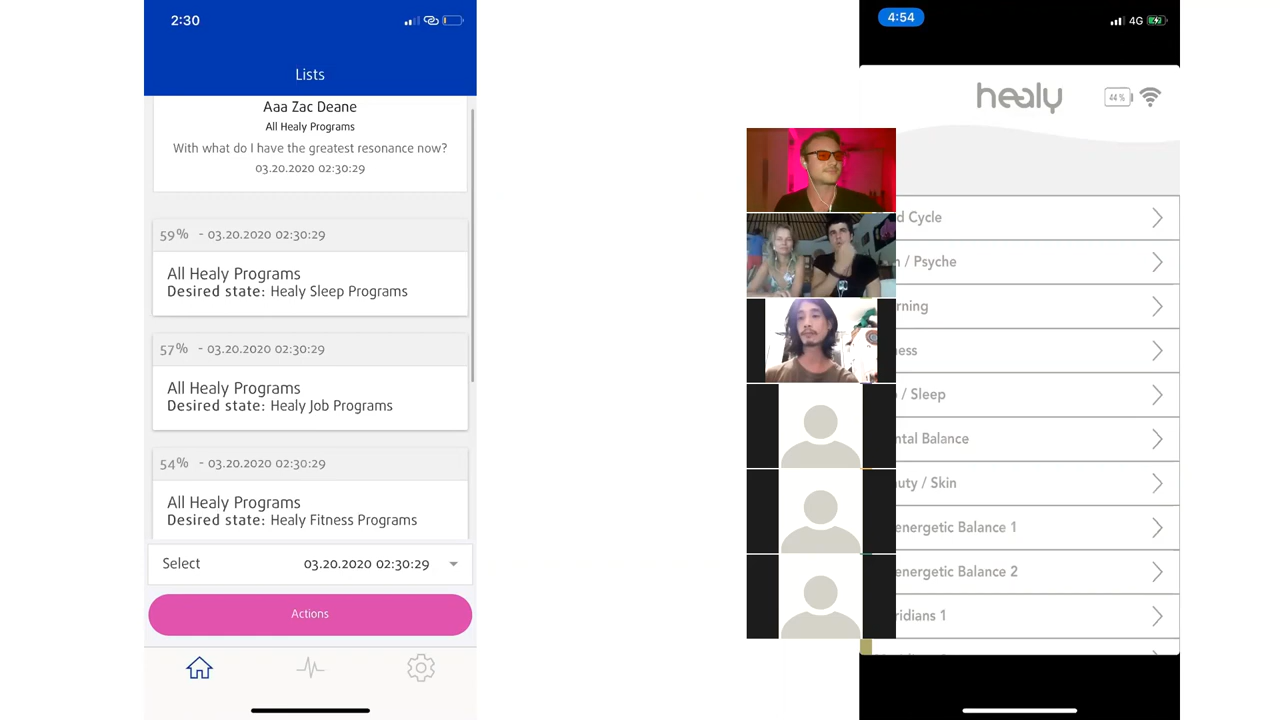 2:30
Lists
Aaa Zac Deane
All Healy Programs
With what do I have the greatest resonance now?
03.20.2020 02:30:29
59% - 03.20.2020 02:30:29
All Healy Programs
Desired state: Healy Sleep Programs
57% - 03.20.2020 02:30:29
All Healy Programs
Desired state: Healy Job Programs
54% - 03.20.2020 02:30:29
All Healy Programs
Desired state: Healy Fitness Programs
Select 03.20.2020 02:30:29
Actions
4:54
4G
healy
44%
d Cycle
/ Psyche
rning
ess
/ Sleep
ntal Balance
uty / Skin
energetic Balance 1
energetic Balance 2
ridians 1